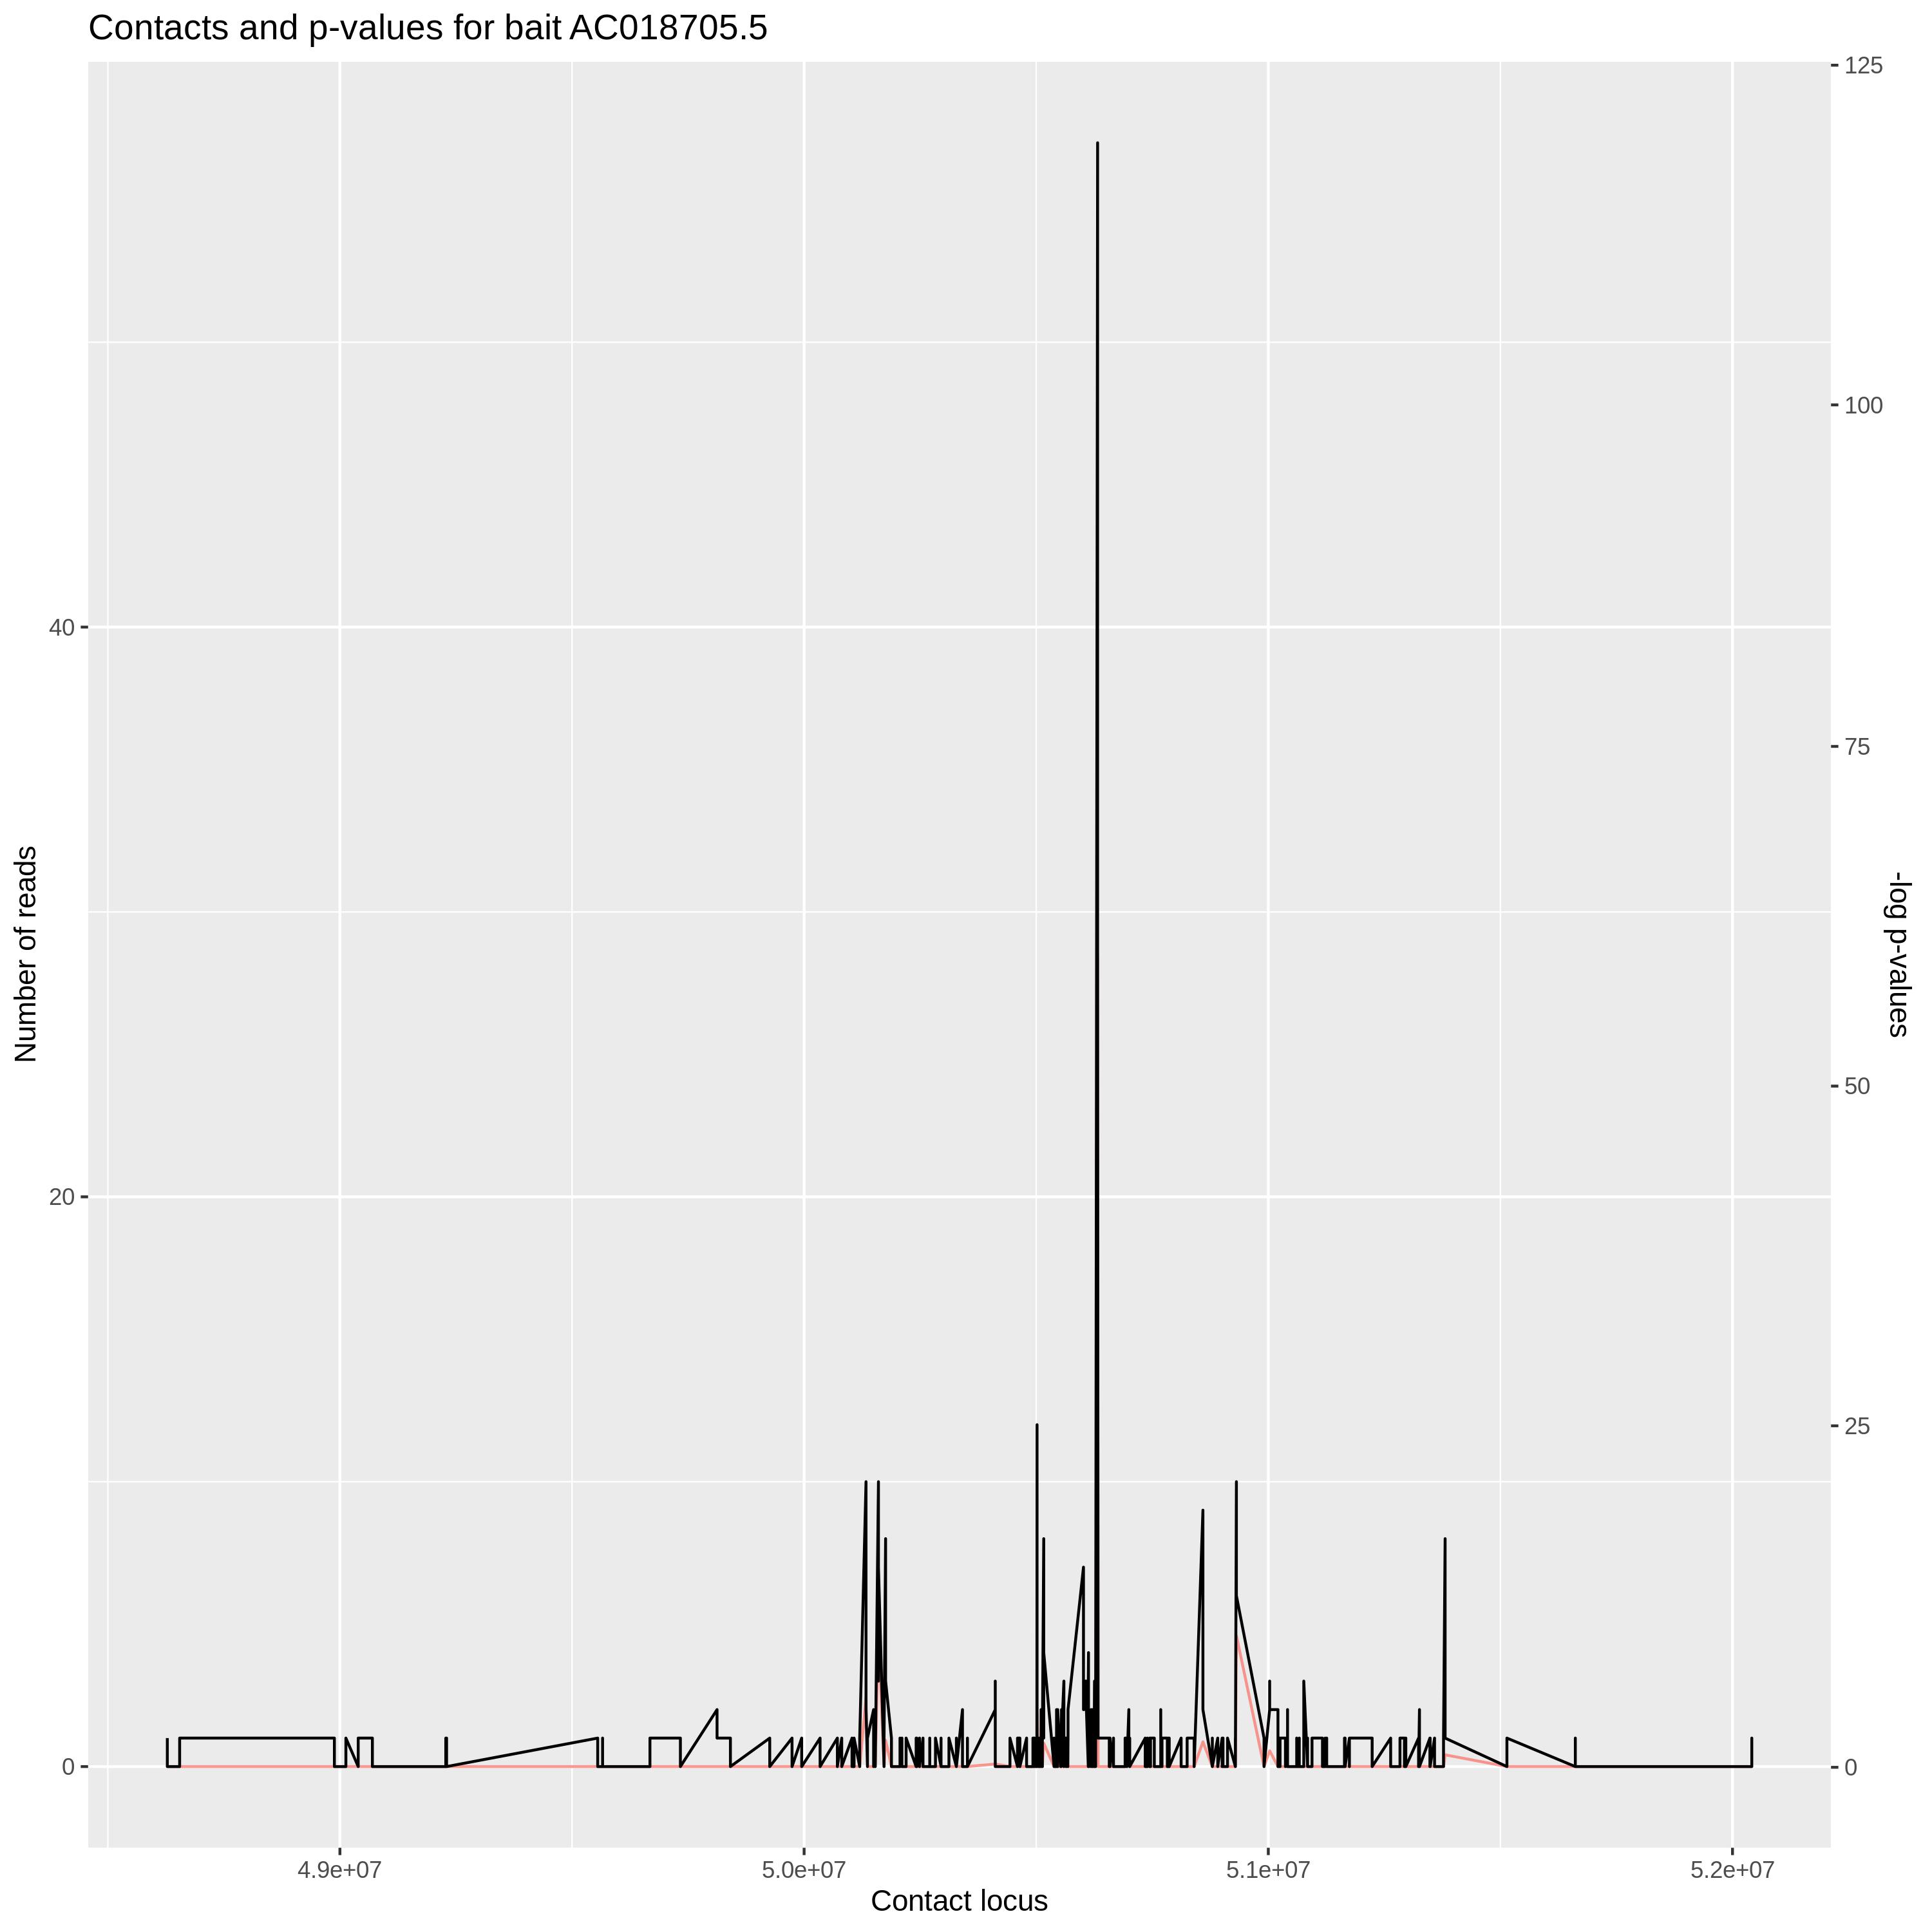 Contacts and p-values for bait AC018705.5
125
100
75
50
25
0
40
20
0
Number of reads
-log p-values
4.9e+07
5.0e+07
5.1e+07
5.2e+07
Contact locus